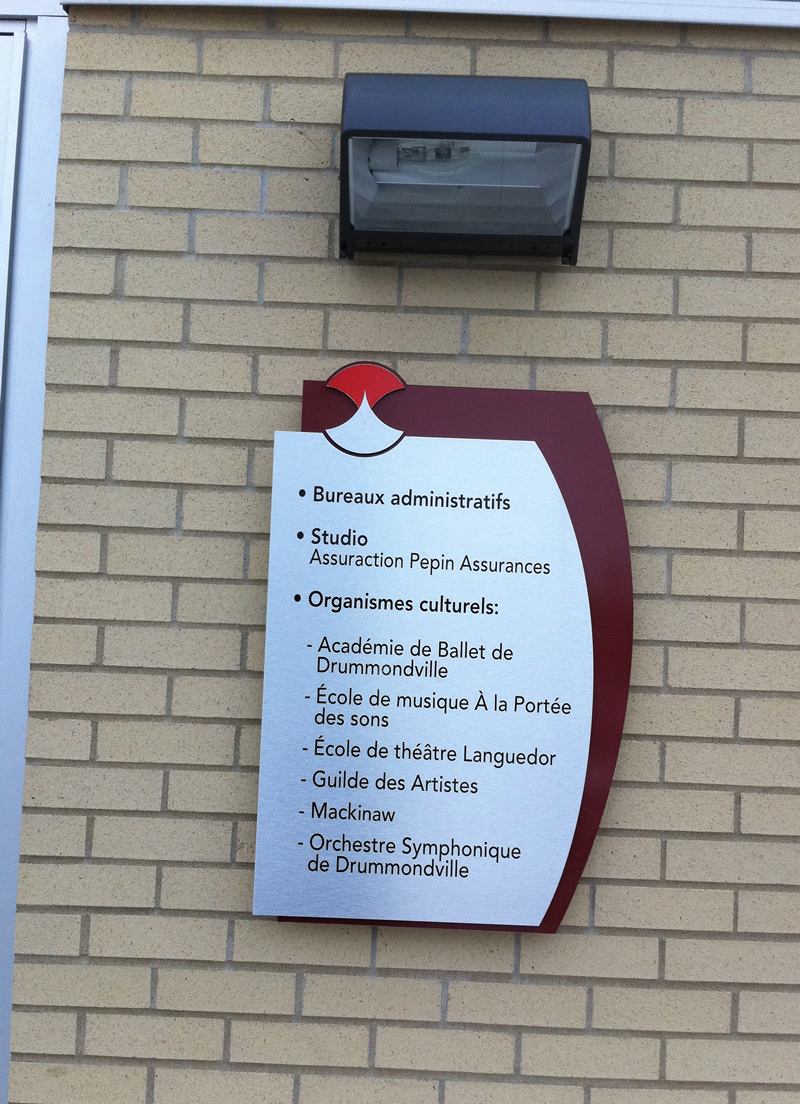 • Bureaux administratifs
• Studio
Assuraction Pepin Assurances
• Organismes culturels:
- Académie de Ballet de
Drummondville
- École de musique À la Portée
des sons
- École de théâtre Languedor
- Guilde des Artistes
- Mackinaw
- Orchestre Symphonique
de Drummondville